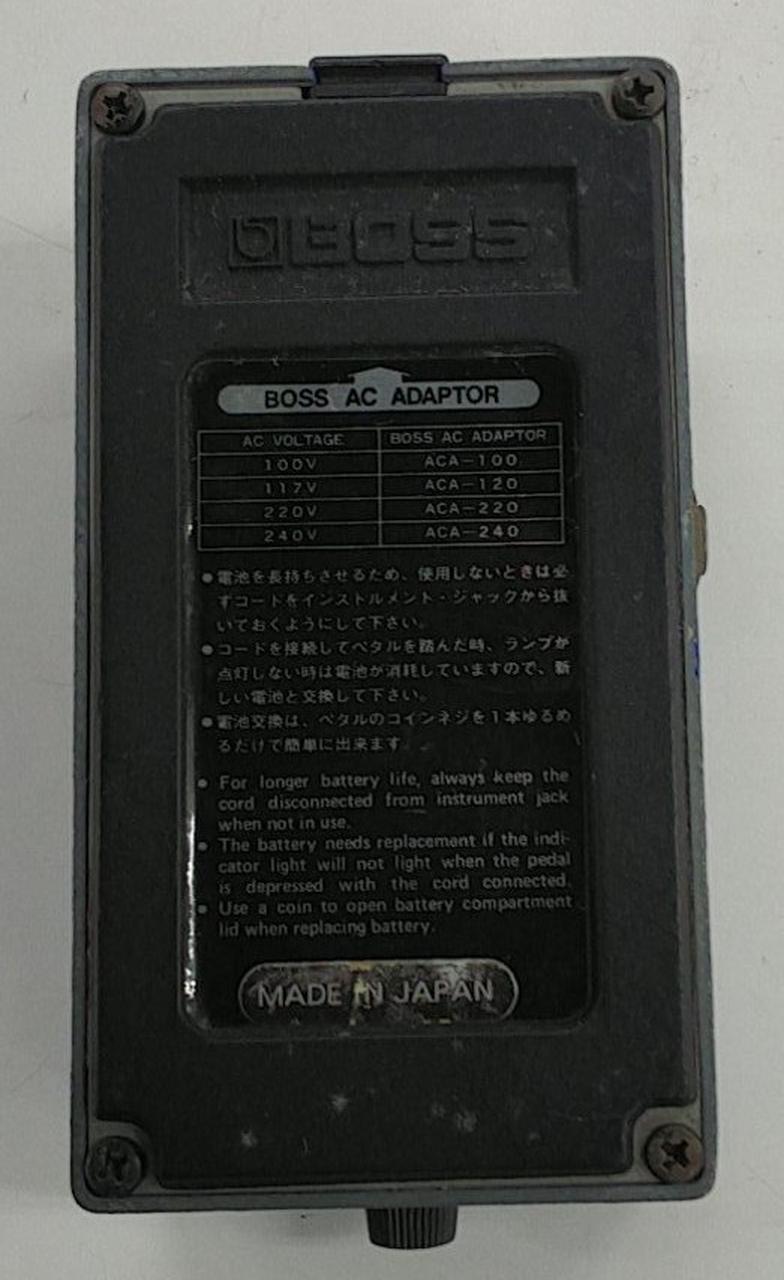 BOSS
BOSS AC ADAPTOR
AC VOLTAGE BOSS AC ADAPTOR
100V ACA-100
117V ACA-120
220V ACA-220
240V ACA-240
●電池を長持ちさせるため、使用しないときは必
ずコードをインストルメント・ジャックから抜
いておくようにして下さい。
●コードを接続してペタルを踏んだ時、ランプが
点灯しない時は電池が消耗していますので、新
しい電池と交換して下さい。
●電池交換は、ペタルのコインネジを1本ゆるめ
るだけで簡単に出来ます。
● For longer battery life, always keep the
cord disconnected from instrument jack
when not in use.
● The battery needs replacement if the indi-
cator light will not light when the pedal
is depressed with the cord connected.
● Use a coin to open battery compartment
lid when replacing battery.
MADE IN JAPAN